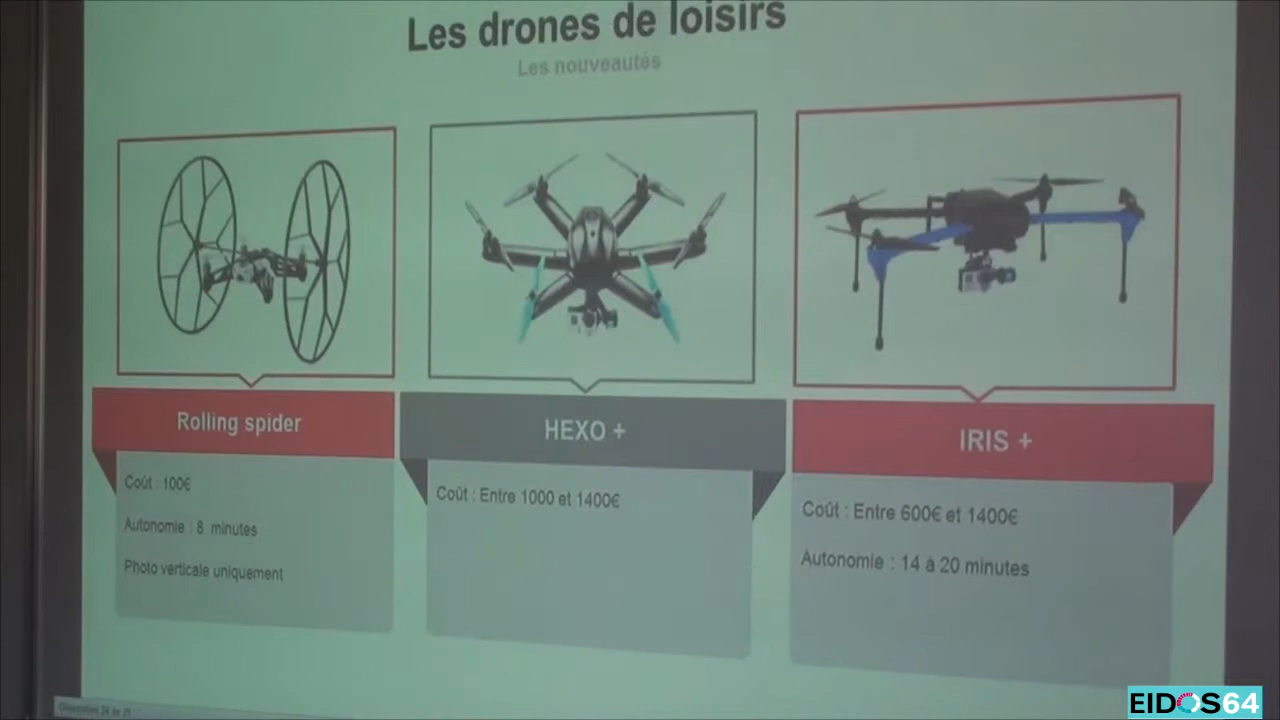 Les drones de loisirs
Les nouveautés
Rolling spider
Coût : 100€
Autonomie : 8 minutes
Photo verticale uniquement
HEXO +
Coût : Entre 1000 et 1400€
IRIS +
Coût : Entre 600€ et 1400€
Autonomie : 14 à 20 minutes
EIDOS64